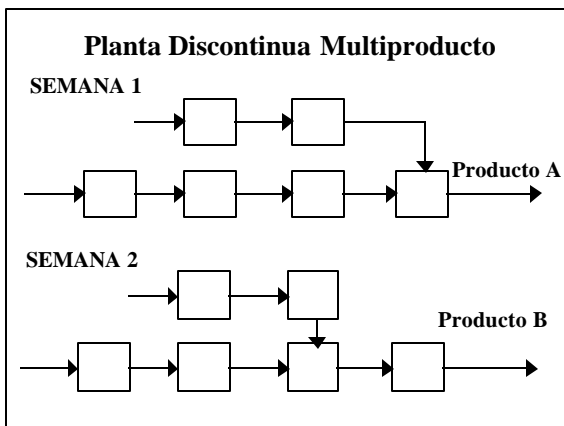 Planta Discontinua Multiproducto
SEMANA 1
Producto A
SEMANA 2
Producto B